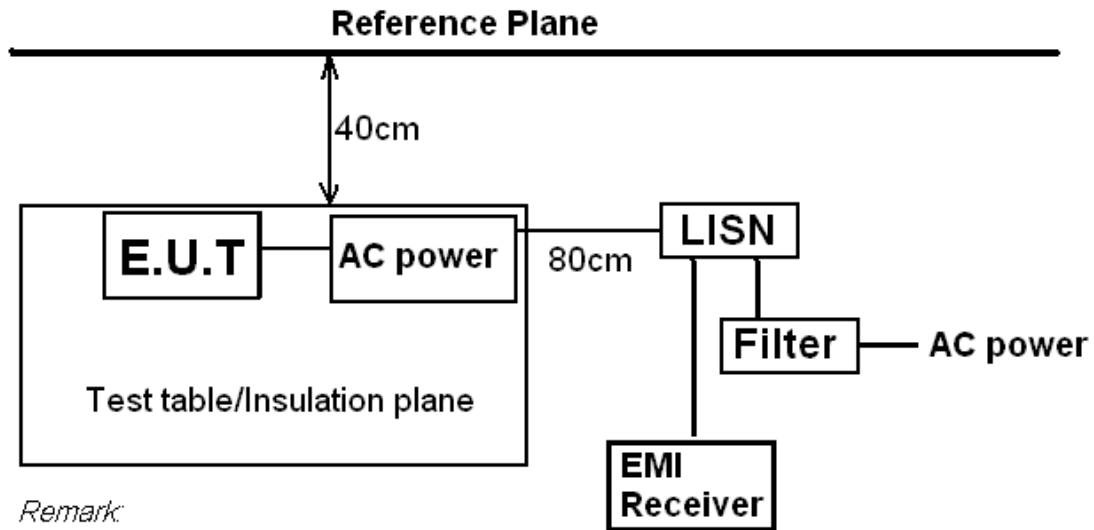 Reference Plane
40cm
E.U.T
AC power
80cm
LISN
Filter
AC power
Test table/Insulation plane
EMI
Receiver
Remark: